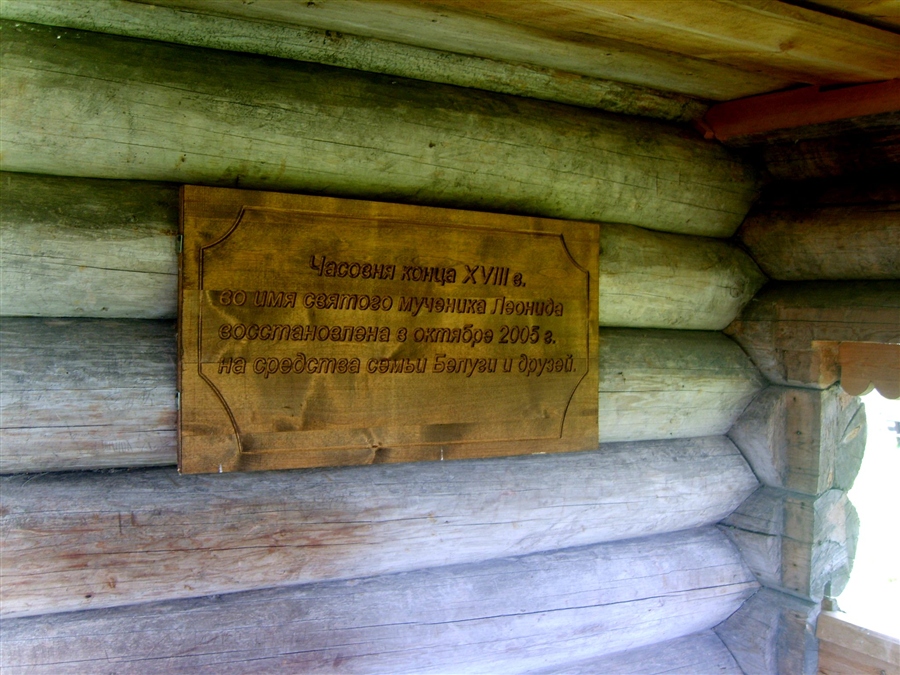 Часовня конца XVIII в.
во имя святого мученика Леонида
восстановлена в октябре 2005 г.
на средства семьи Белуги и друзей.